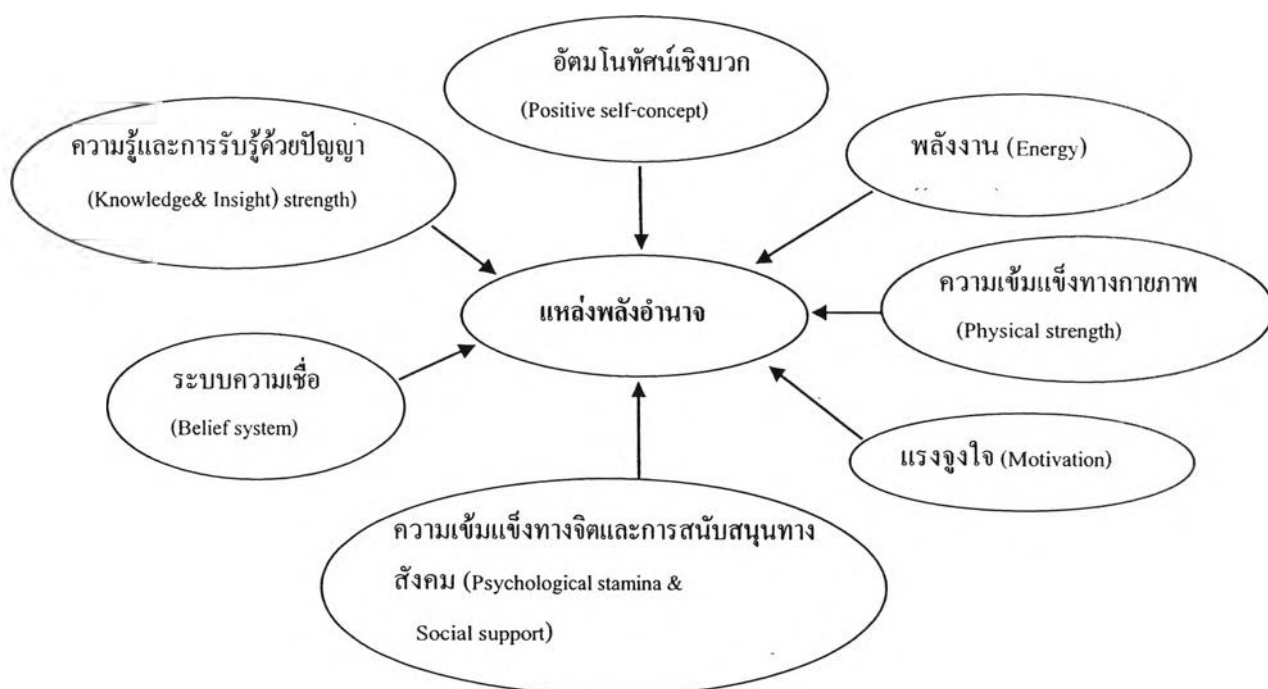 อัตมโนทัศน์เชิงบวก
(Positive self-concept)
ความรู้และการรับรู้ด้วยปัญญา
(Knowledge& Insight) strength)
พลังงาน (Energy)
ความเข้มแข็งทางกายภาพ
(Physical strength)
แหล่งพลังอำนาจ
ระบบความเชื่อ
(Belief system)
แรงจูงใจ (Motivation)
ความเข้มแข็งทางจิตและการสนับสนุนทาง
สังคม (Psychological stamina &
Social support)